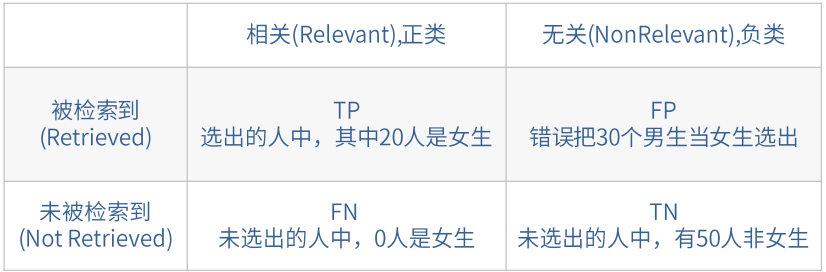 相关(Relevant),正类
无关(NonRelevant),负类
被检索到
(Retrieved)
TP
选出的人中，其中20人是女生
FP
错误把30个男生当女生选出
未被检索到
(Not Retrieved)
FN
未选出的人中，0人是女生
TN
未选出的人中，有50人非女生